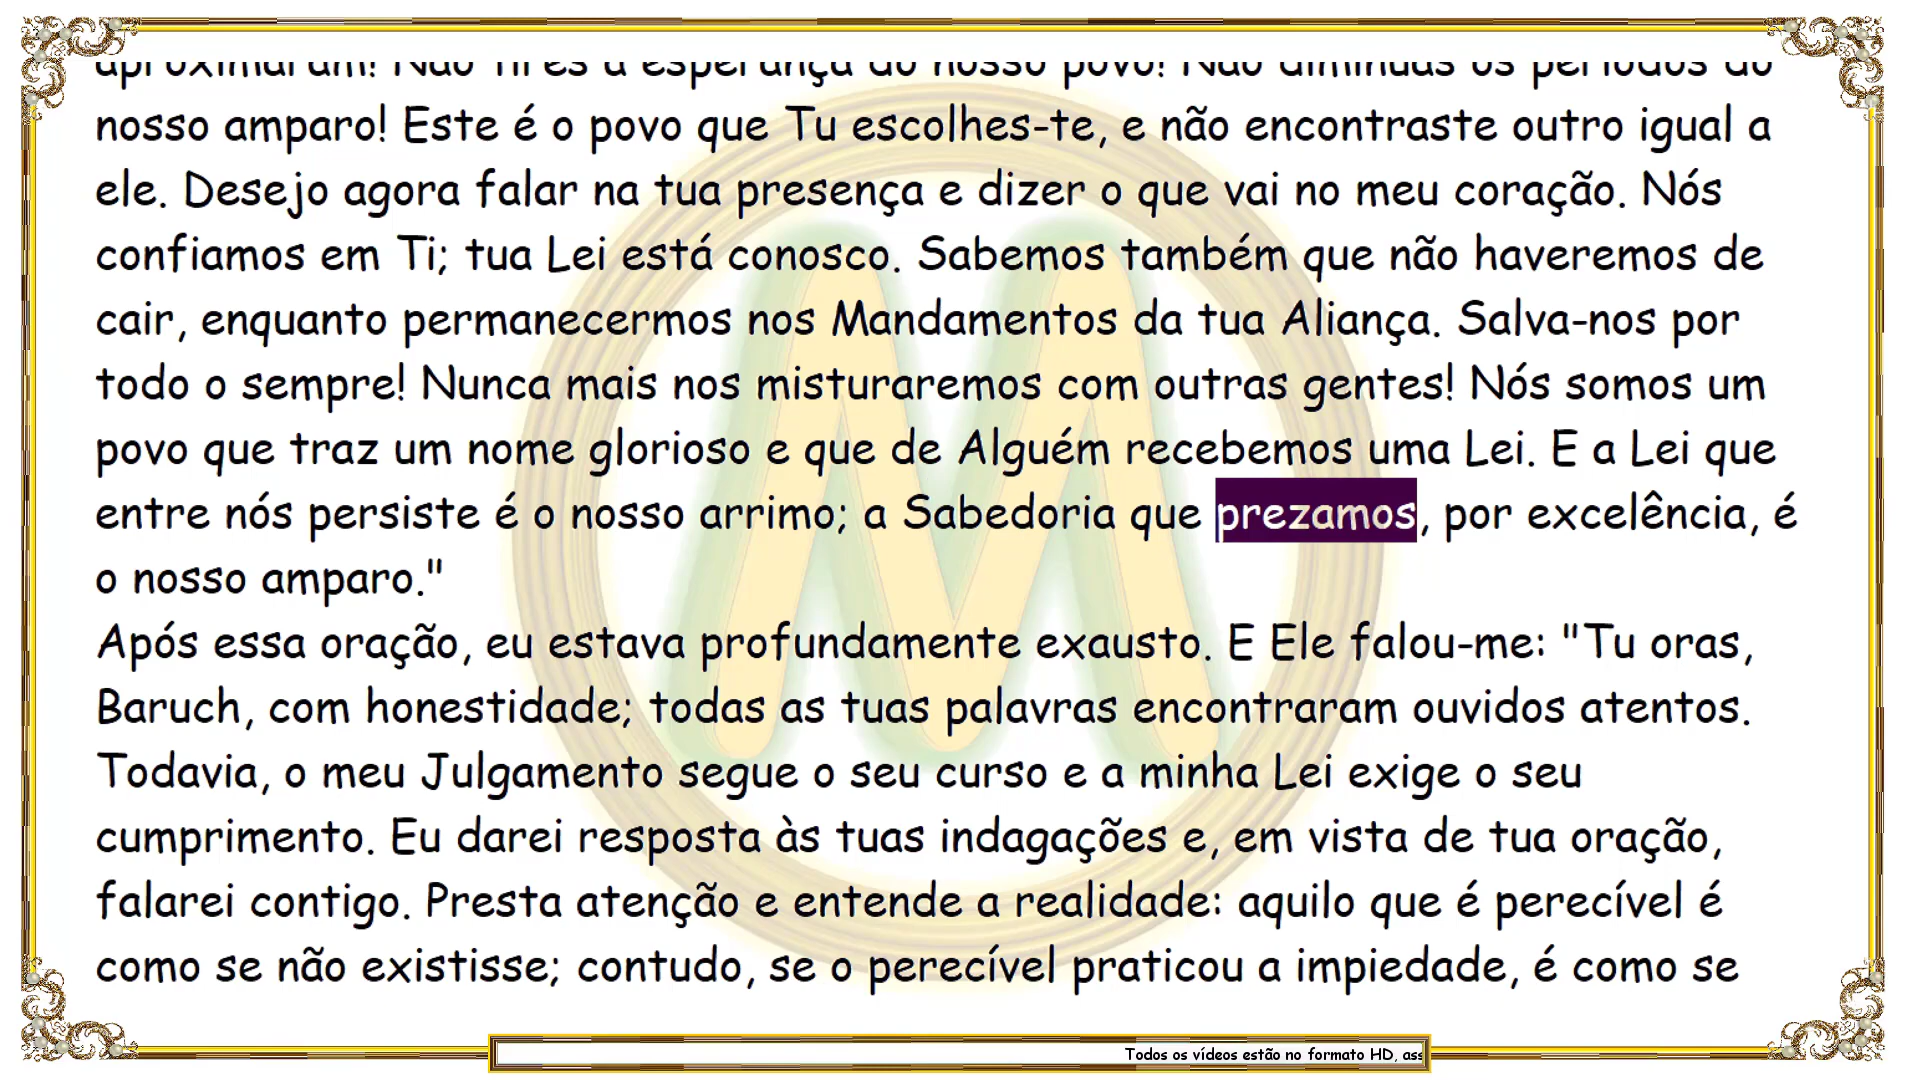 nosso amparo! Este é o povo que Tu escolhes-te, e não encontraste outro igual a
ele. Desejo agora falar na tua presença e dizer o que vai no meu coração. Nós
confiamos em Ti; tua Lei está conosco. Sabemos também que não haveremos de
cair, enquanto permanecermos nos Mandamentos da tua Aliança. Salva-nos por
todo o sempre! Nunca mais nos misturaremos com outras gentes! Nós somos um
povo que traz um nome glorioso e que de Alguém recebemos uma Lei. E a Lei que
entre nós persiste é o nosso arrimo; a Sabedoria que prezamos, por excelência, é
o nosso amparo."
Após essa oração, eu estava profundamente exausto. E Ele falou-me: "Tu oras,
Baruch, com honestidade; todas as tuas palavras encontraram ouvidos atentos.
Todavia, o meu Julgamento segue o seu curso e a minha Lei exige o seu
cumprimento. Eu darei resposta às tuas indagações e, em vista de tua oração,
falarei contigo. Presta atenção e entende a realidade: aquilo que é perecível é
como se não existisse; contudo, se o perecível praticou a impiedade, é como se
Todos os vídeos estão no formato HD,